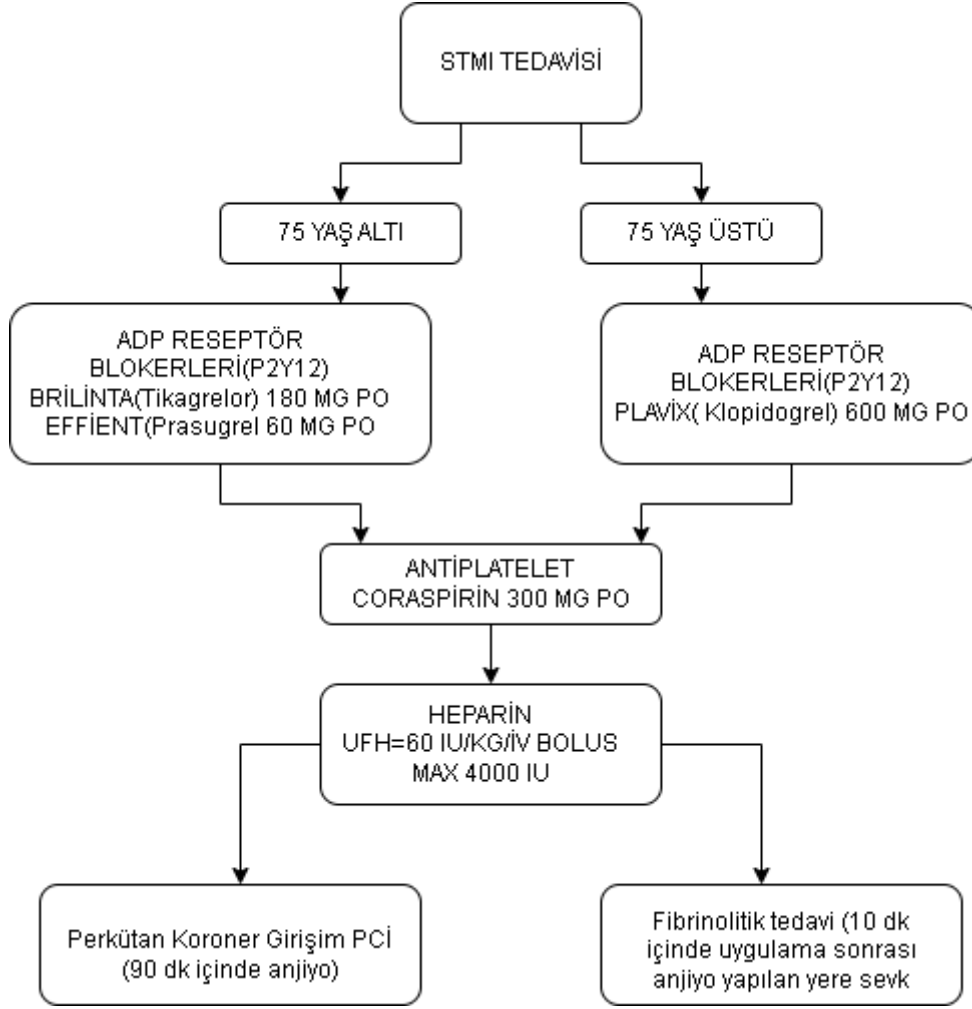 STMI TEDAVİSİ
75 YAŞ ALTI
75 YAŞ ÜSTÜ
ADP RESEPTÖR
BLOKERLERİ(P2Y12)
BRİLİNTA(Tikagrelor) 180 MG PO
EFFİENT(Prasugrel 60 MG PO
ADP RESEPTÖR
BLOKERLERİ(P2Y12)
PLAVİX( Klopidogrel) 600 MG PO
ANTİPLATELET
CORASPİRİN 300 MG PO
HEPARİN
UFH=60 IU/KG/İV BOLUS
MAX 4000 IU
Perkütan Koroner Girişim PCİ
(90 dk içinde anjiyo)
Fibrinolitik tedavi (10 dk
içinde uygulama sonrası
anjiyo yapılan yere sevk